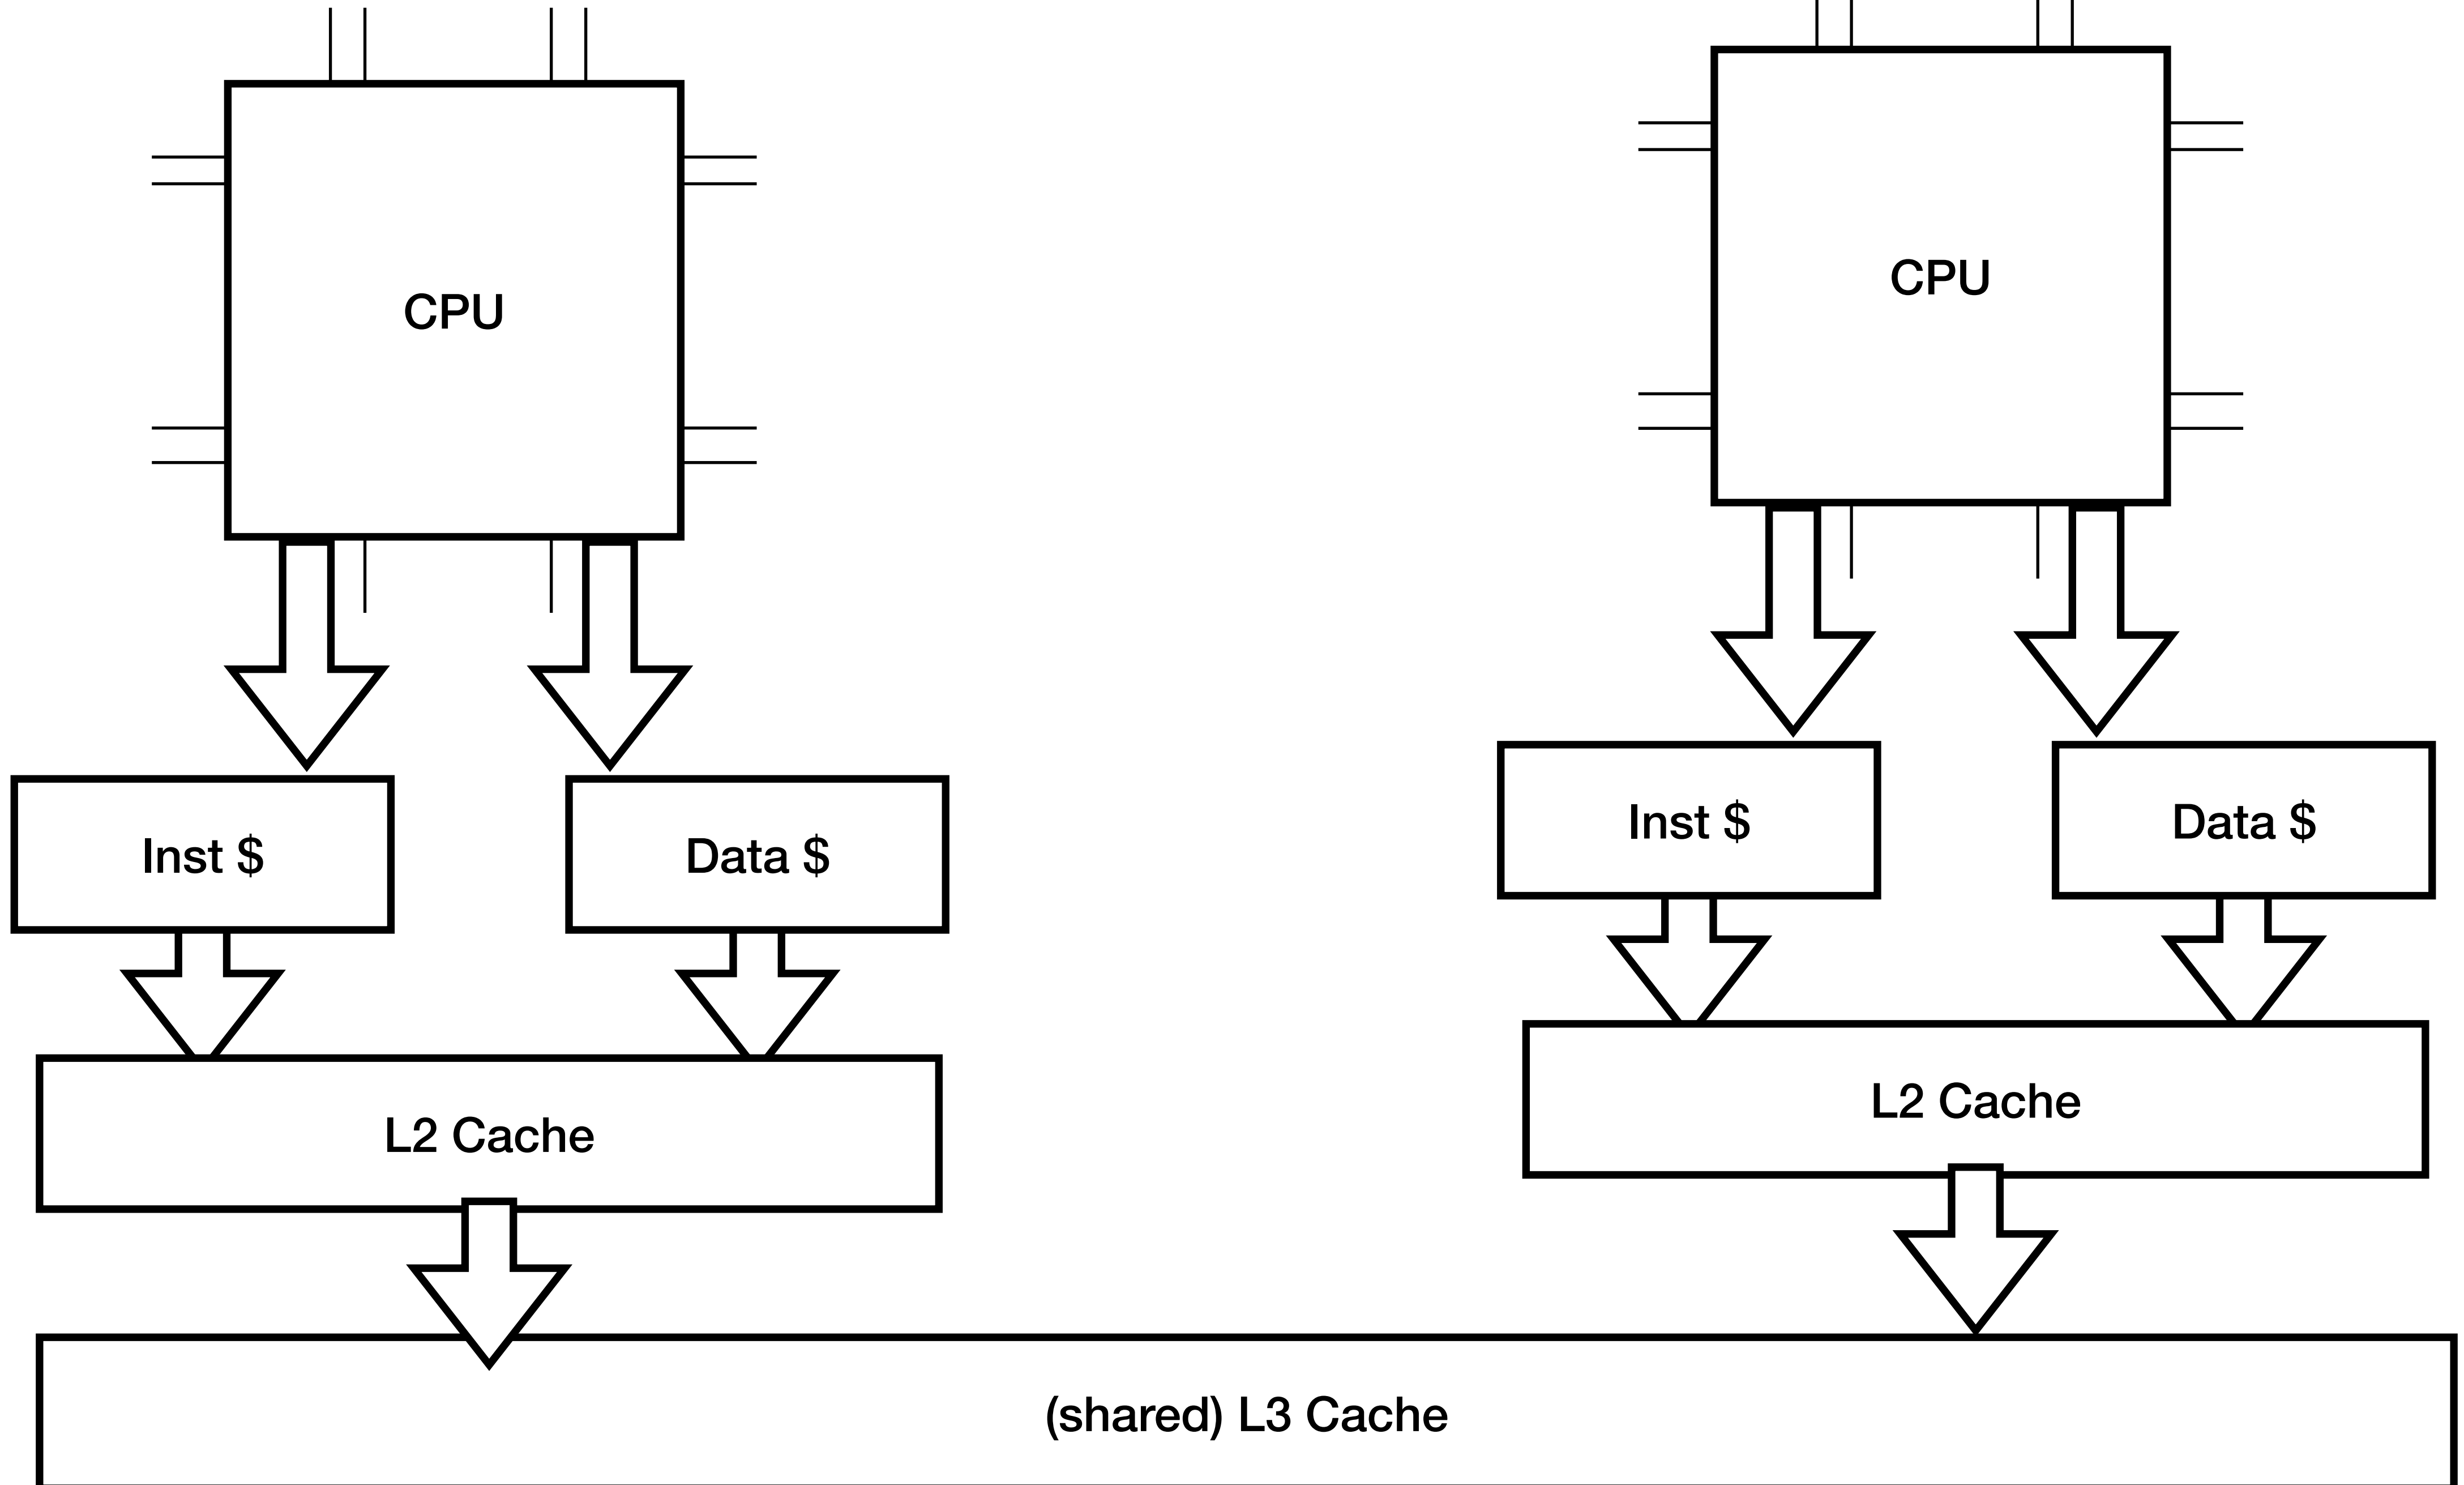 CPU
CPU
Inst $
Data $
Inst $
Data $
L2 Cache
L2 Cache
(shared) L3 Cache